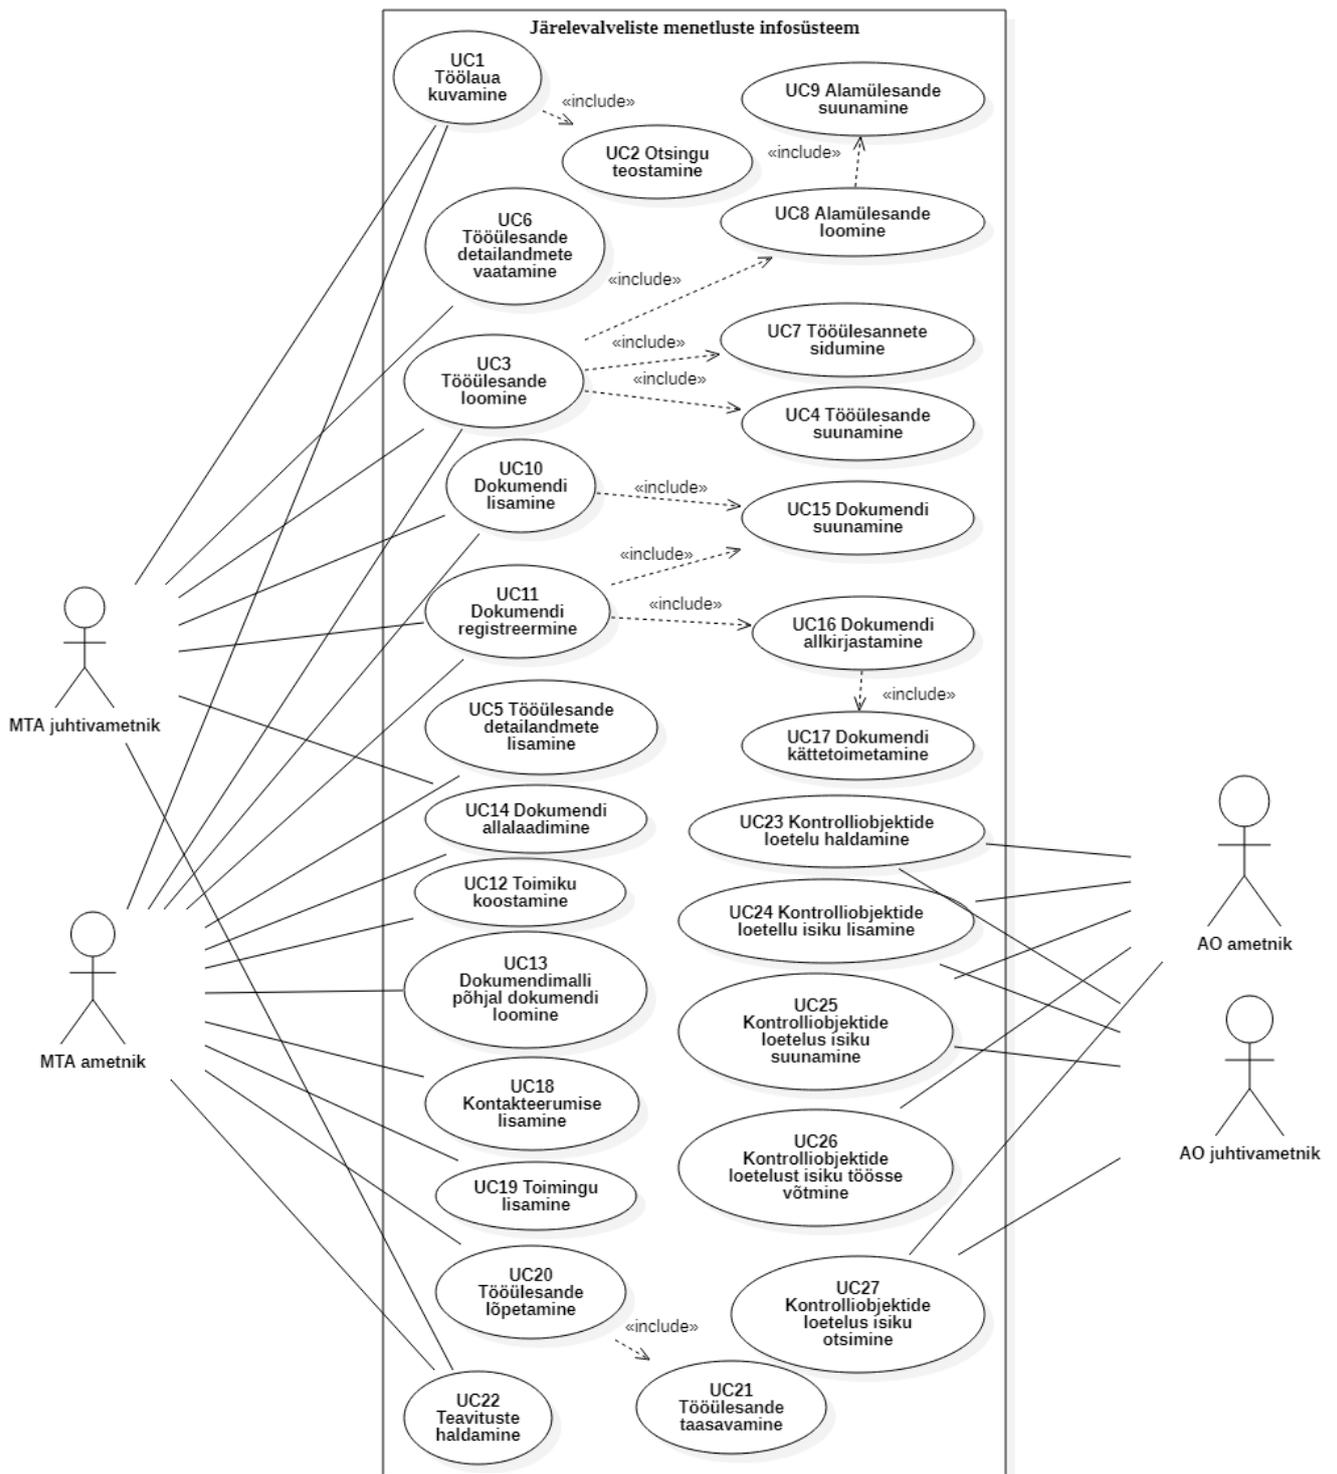 Järelevalveliste menetluste infosüsteem
UC1
Töölaua
kuvamine
«include»
UC2 Otsingu
teostamine
UC9 Alamülesande
suunamine
«include»
UC8 Alamülesande
loomine
UC6
Tööülesande
detailandmete
vaatamine
«include»
UC3
Tööülesande
loomine
«include»
UC7 Tööülesannete
sidumine
«include»
UC4 Tööülesande
suunamine
UC10
Dokumendi
lisamine
«include»
UC15 Dokumendi
suunamine
«include»
UC11
Dokumendi
registreermine
«include»
UC16 Dokumendi
allkirjastamine
«include»
UC17 Dokumendi
kättetoimetamine
UC5 Tööülesande
detailandmete
lisamine
MTA juhtivametnik
UC14 Dokumendi
allalaadimine
UC23 Kontrolliobjektide
loetelu haldamine
UC12 Toimiku
koostamine
UC24 Kontrolliobjektide
loetellu isiku lisamine
AO ametnik
UC13
Dokumendimalli
põhjal dokumendi
loomine
UC25
Kontrolliobjektide
loetelus isiku
suunamine
MTA ametnik
UC18
Kontakteerumise
lisamine
UC26
Kontrolliobjektide
loetelust isiku töösse
võtmine
AO juhtivametnik
UC19 Toimingu
lisamine
UC20
Tööülesande
lõpetamine
«include»
UC27
Kontrolliobjektide
loetelus isiku
otsimine
UC21
Tööülesande
taasavamine
UC22
Teavituste
haldamine